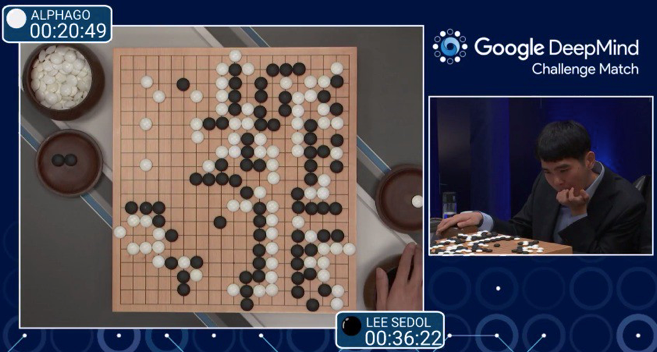 ALPHAGO
00:20:49
Google DeepMind
Challenge Match
LEE SEDOL
00:36:22